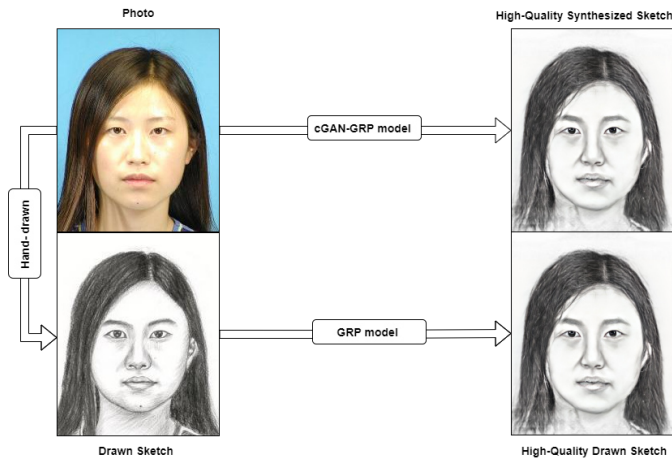 Photo
High-Quality Synthesized Sketch
cGAN-GRP model
Hand- drawn
GRP model
Drawn Sketch
High-Quality Drawn Sketch